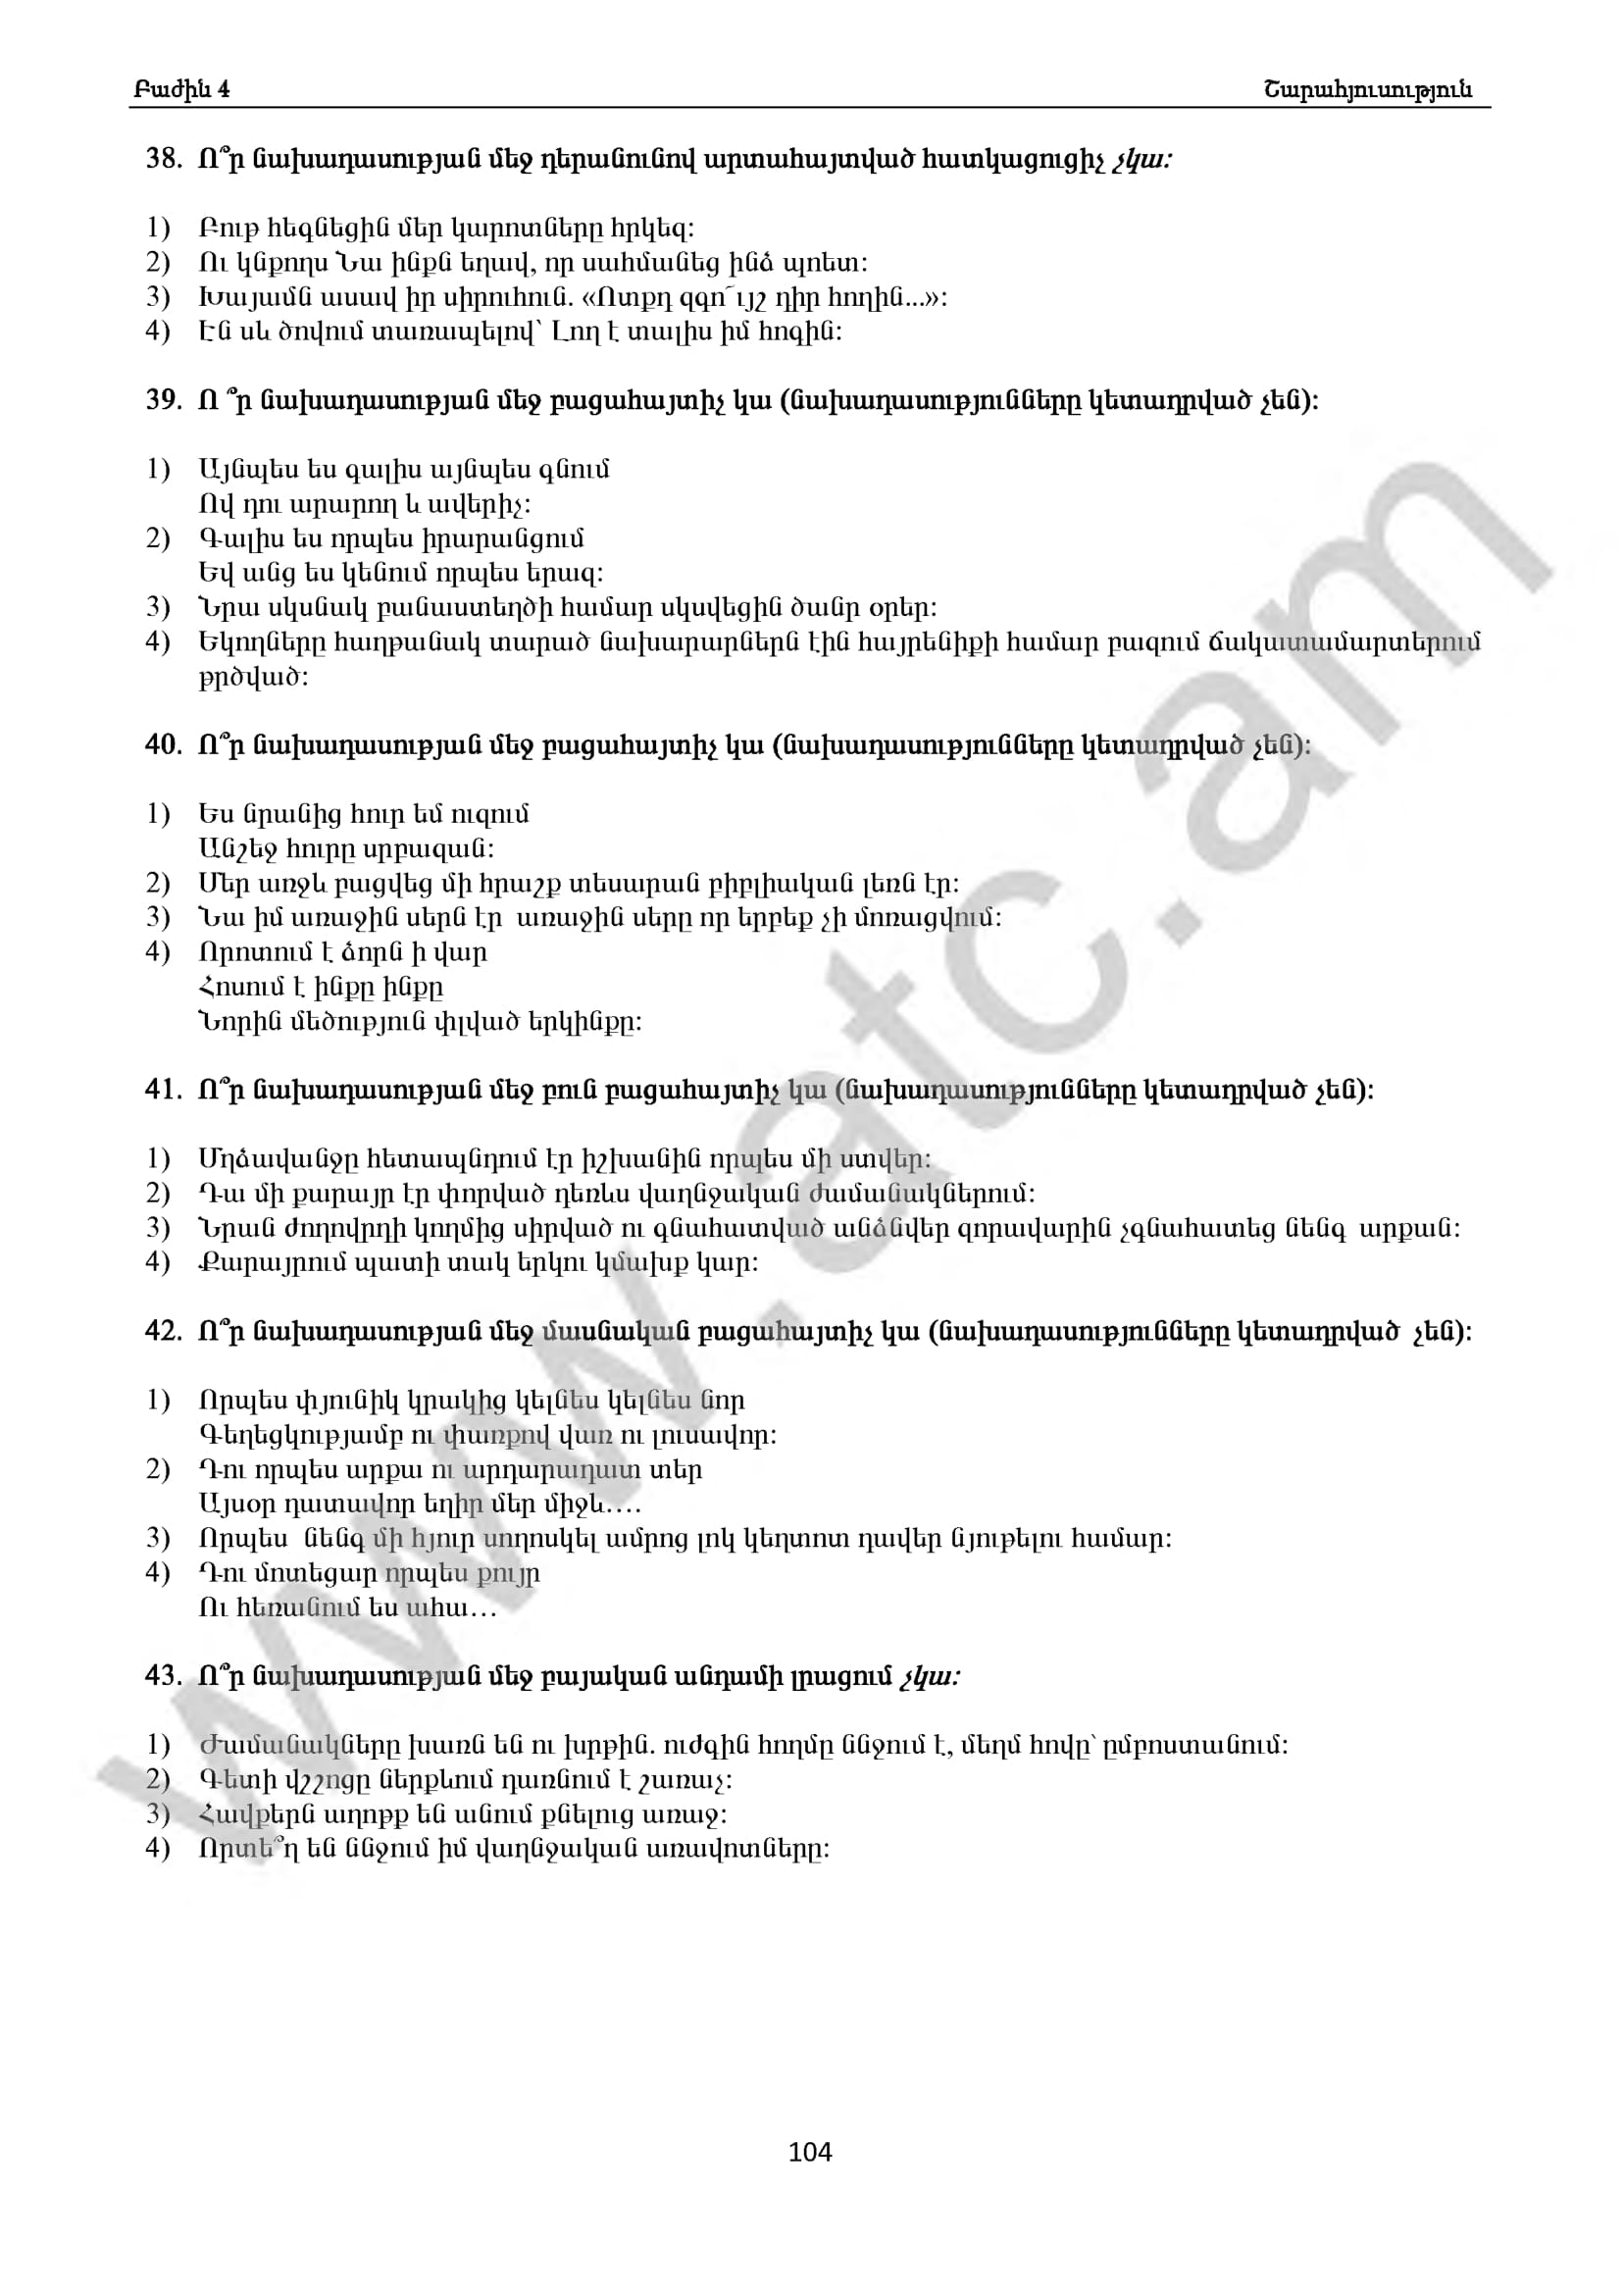 Բաժին 4 Շարահյուսություն
38. Ո՞ր նախադասության մեջ դերանունով արտահայտված հատկացուցիչ չկա:
1) Բութ հեգնեցին մեր կարոտները հրկեզ:
2) Ու կնքողս Նա ինքն եղավ, որ սահմանեց ինձ պոետ:
3) Խայամն ասավ իր սիրուհուն. «Ոտքդ զգո՜ւյշ դիր հողին...»:
4) Էն սև ծովում տառապելով՝ Լող է տալիս իմ հոգին:
39. Ո ՞ր նախադասության մեջ բացահայտիչ կա (նախադասությունները կետադրված չեն):
1) Այնպես ես գալիս այնպես գնում
Ով դու արարող և ավերիչ:
2) Գալիս ես որպես իրարանցում
Եվ անց ես կենում որպես երազ:
3) Նրա սկսնակ բանաստեղծի համար սկսվեցին ծանր օրեր:
4) Եկողները հաղթանակ տարած նախարարներն էին հայրենիքի համար բազում ճակատամարտերում
թրծված:
40. Ո՞ր նախադասության մեջ բացահայտիչ կա (նախադասությունները կետադրված չեն):
1) Ես նրանից հուր եմ ուզում
Անշեջ հուրը սրբազան:
2) Մեր առջև բացվեց մի հրաշք տեսարան բիբլիական լեռն էր:
3) Նա իմ առաջին սերն էր առաջին սերը որ երբեք չի մոռացվում:
4) Որոտում է ձորն ի վար
Հոսում է ինքը ինքը
Նորին մեծություն փլված երկինքը:
41. Ո՞ր նախադասության մեջ բուն բացահայտիչ կա (նախադասությունները կետադրված չեն):
1) Մղձավանջը հետապնդում էր իշխանին որպես մի ստվեր:
2) Դա մի քարայր էր փորված դեռևս վաղնջական ժամանակներում:
3) Նրան ժողովրդի կողմից սիրված ու գնահատված անձնվեր զորավարին չգնահատեց նենգ արքան:
4) Քարայրում պատի տակ երկու կմախք կար:
42. Ո՞ր նախադասության մեջ մասնական բացահայտիչ կա (նախադասությունները կետադրված չեն):
1) Որպես փյունիկ կրակից կելնես կելնես նոր
Գեղեցկությամբ ու փառքով վառ ու լուսավոր:
2) Դու որպես արքա ու արդարադատ տեր
Այսօր դատավոր եղիր մեր միջև….
3) Որպես նենգ մի հյուր սողոսկել ամրոց լոկ կեղտոտ դավեր նյութելու համար:
4) Դու մոտեցար որպես քույր
Ու հեռանում ես ահա…
43. Ո՞ր նախադասության մեջ բայական անդամի լրացում չկա:
1) Ժամանակները խառն են ու խրթին. ուժգին հողմը ննջում է, մեղմ հովը՝ ըմբոստանում:
2) Գետի վշշոցը ներքևում դառնում է շառաչ:
3) Հավքերն աղոթք են անում քնելուց առաջ:
4) Որտե՞ղ են ննջում իմ վաղնջական առավոտները:
www.atc.am
104